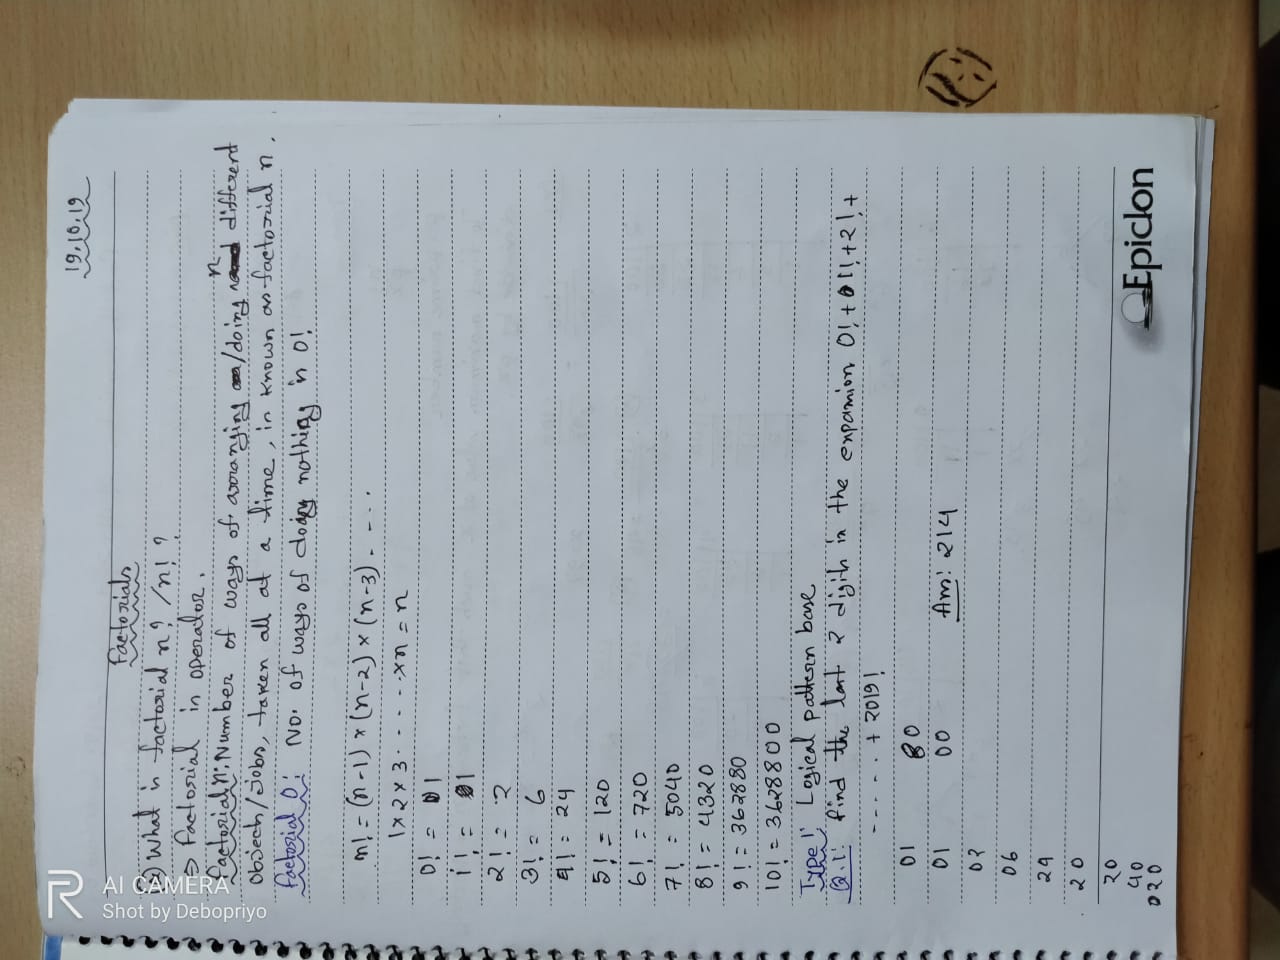 19.10.19
Factorials
What is factorial n? /n! ?
⇒ Factorial is operator.
Factorial n: Number of ways of arranging /doing n different
objects/jobs, taken all at a time, is known as factorial n.
Factorial 0: No. of ways of doing nothing is 0!
n! = (n-1) × (n-2) × (n-3) - - - -
1 × 2 × 3 - - - - - × n = n
0! = 1
1! = 1
2! = 2
3! = 6
4! = 24
5! = 120
6! = 720
7! = 5040
8! = 4320
9! = 362880
10! = 3628800
Type 1: Logical pattern base
Q.1: Find the last 2 digits in the expansion 0! + 1! + 2! +
- - - - - . + 2019!
01 80
01 00 Ans: 214
02
06
24
20
20
40
020
Epiclon
AI CAMERA
Shot by Debopriyo